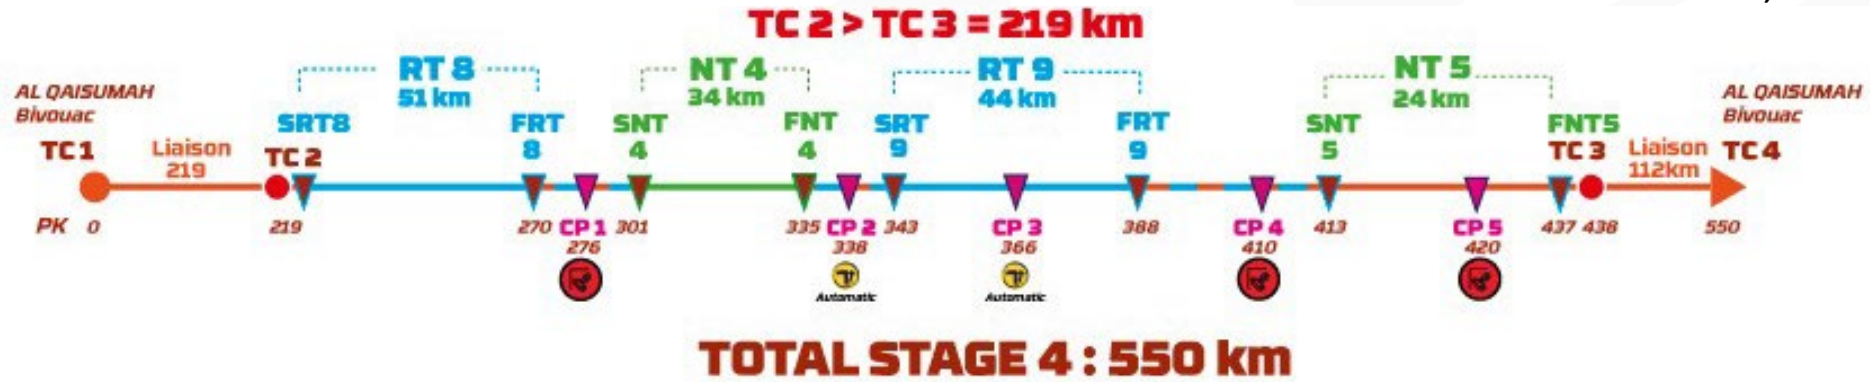 TC 2 > TC 3 = 219 km
RT 8
51 km
NT 4
34 km
RT 9
44 km
NT 5
24 km
AL QAISUMAH
Bivouac
TC 1
Liaison
219
TC 2
SRT8
FRT
8
SNT
4
FNT
4
SRT
9
FRT
9
SNT
5
FNT5
TC 3
Liaison
112km
AL QAISUMAH
Bivouac
TC 4
PK 0 219 270 CP 1 301 335 CP 2 343 CP 3 388 CP 4 413 CP 5 437 438 550
276 338 366 410 420
Automatic Automatic
TOTAL STAGE 4 : 550 km